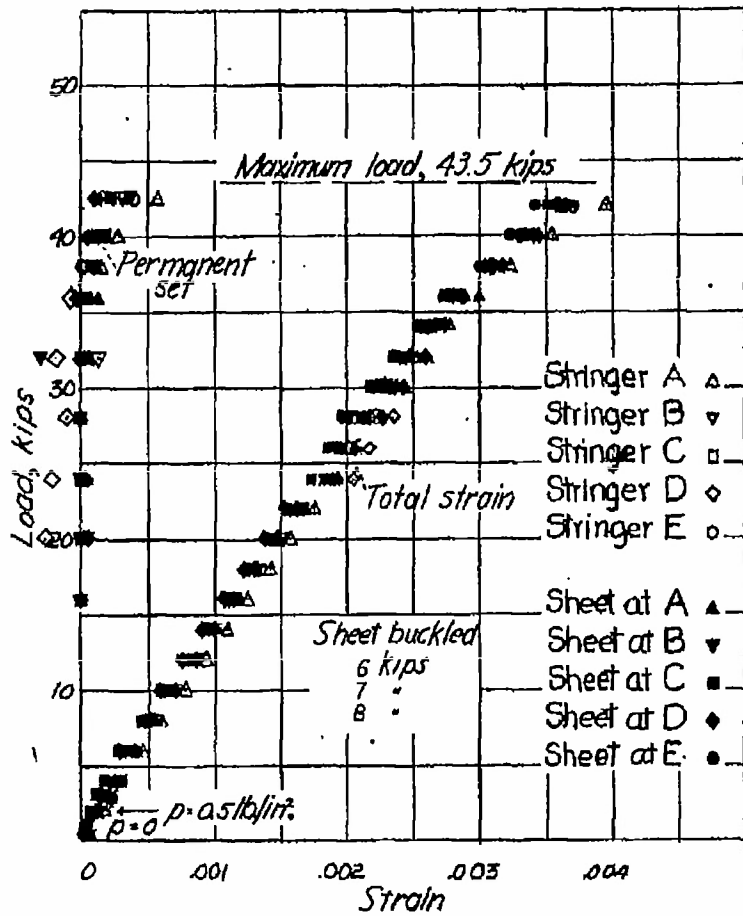 50
Maximum load, 43.5 kips
40
Permanent
set
30
Load, kips
Stringer A
Stringer B
Stringer C
Stringer D
Stringer E
Total strain
20
Sheet buckled
6 kips
7 "
8 "
Sheet at A
Sheet at B
Sheet at C
Sheet at D
Sheet at E
10
p=0.5 lb/in².
p=0
0 .001 .002 .003 .004
Strain